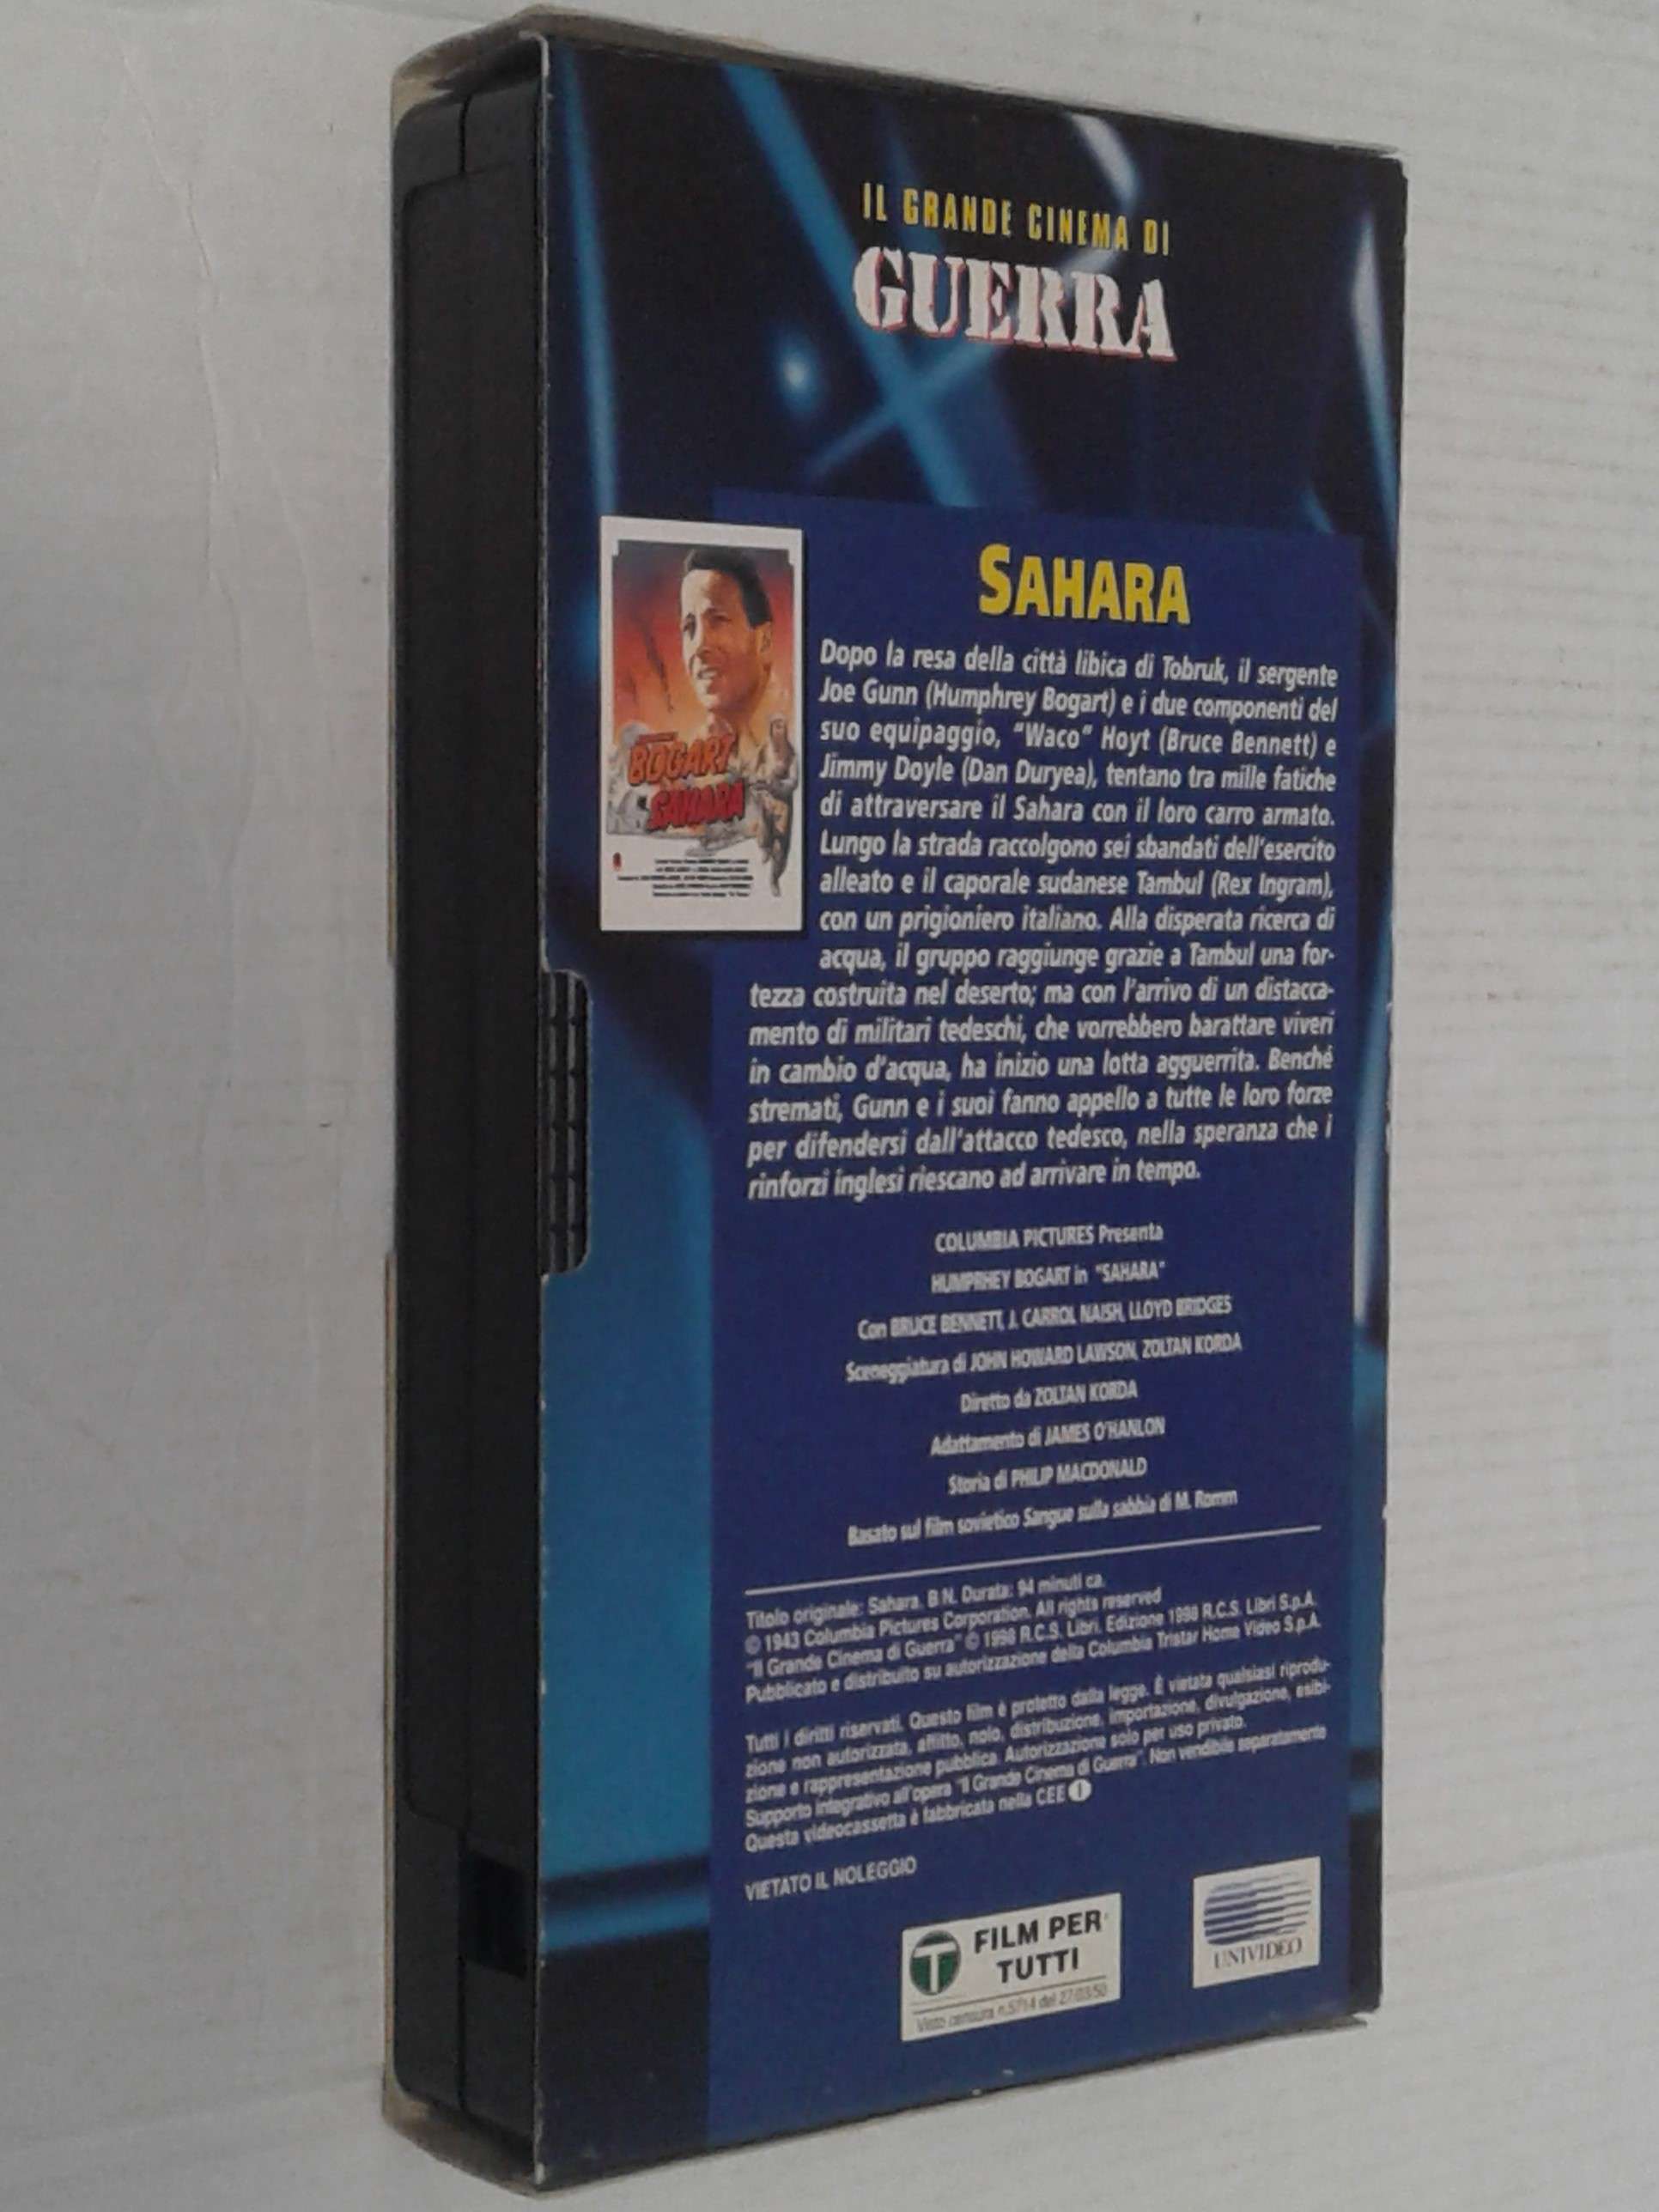 IL GRANDE CINEMA DI
GUERRA
SAHARA
BOGART
SAHARA
Dopo la resa della città libica di Tobruk, il sergente
Joe Gunn (Humphrey Bogart) e i due componenti del
suo equipaggio, "Waco" Hoyt (Bruce Bennett) e
Jimmy Doyle (Dan Duryea), tentano tra mille fatiche
di attraversare il Sahara con il loro carro armato.
Lungo la strada raccolgono sei sbandati dell'esercito
alleato e il caporale sudanese Tambul (Rex Ingram),
con un prigioniero italiano. Alla disperata ricerca di
acqua, il gruppo raggiunge grazie a Tambul una for-
tezza costruita nel deserto; ma con l'arrivo di un distacca-
mento di militari tedeschi, che vorrebbero barattare viveri
in cambio d'acqua, ha inizio una lotta agguerrita. Benché
stremati, Gunn e i suoi fanno appello a tutte le loro forze
per difendersi dall'attacco tedesco, nella speranza che i
rinforzi inglesi riescano ad arrivare in tempo.
COLUMBIA PICTURES Presenta
HUMPRHEY BOGART in "SAHARA"
Con BRUCE BENNETT, J. CARROL NAISH, LLOYD BRIDGES
Sceneggiatura di JOHN HOWARD LAWSON, ZOLTAN KORDA
Diretto da ZOLTAN KORDA
Adattamento di JAMES O'HANLON
Storia di PHILIP MACDONALD
Basato sul film sovietico Sangue sulla sabbia di M. Romm
Titolo originale: Sahara. B.N. Durata: 94 minuti ca.
© 1943 Columbia Pictures Corporation. All rights reserved
"Il Grande Cinema di Guerra" © 1998 R.C.S. Libri. Edizione 1998 R.C.S. Libri S.p.A.
Pubblicato e distribuito su autorizzazione della Columbia Tristar Home Video S.p.A.
Tutti i diritti riservati. Questo film è protetto dalla legge. È vietata qualsiasi riprodu-
zione non autorizzata, affitto, nolo, distribuzione, importazione, divulgazione, esibi-
zione e rappresentazione pubblica. Autorizzazione solo per uso privato.
Supporto integrativo all'opera "Il Grande Cinema di Guerra". Non vendibile separatamente
Questa videocassetta è fabbricata nella CEE
VIETATO IL NOLEGGIO
T FILM PER
TUTTI
Visto censura n.5714 del 27/03/50
UNIVIDEO